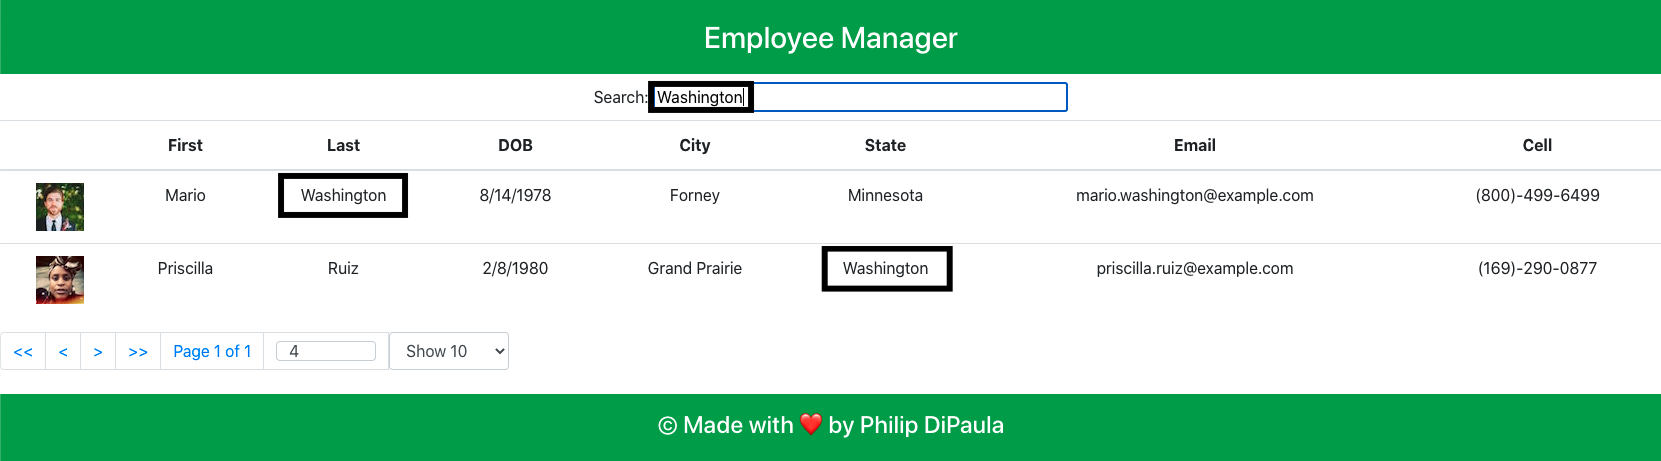 Employee Manager
Search: Washington
First Last DOB City State Email Cell
Mario Washington 8/14/1978 Forney Minnesota mario.washington@example.com (800)-499-6499
Priscilla Ruiz 2/8/1980 Grand Prairie Washington priscilla.ruiz@example.com (169)-290-0877
<< < > >> Page 1 of 1 4 Show 10
© Made with ❤️ by Philip DiPaula